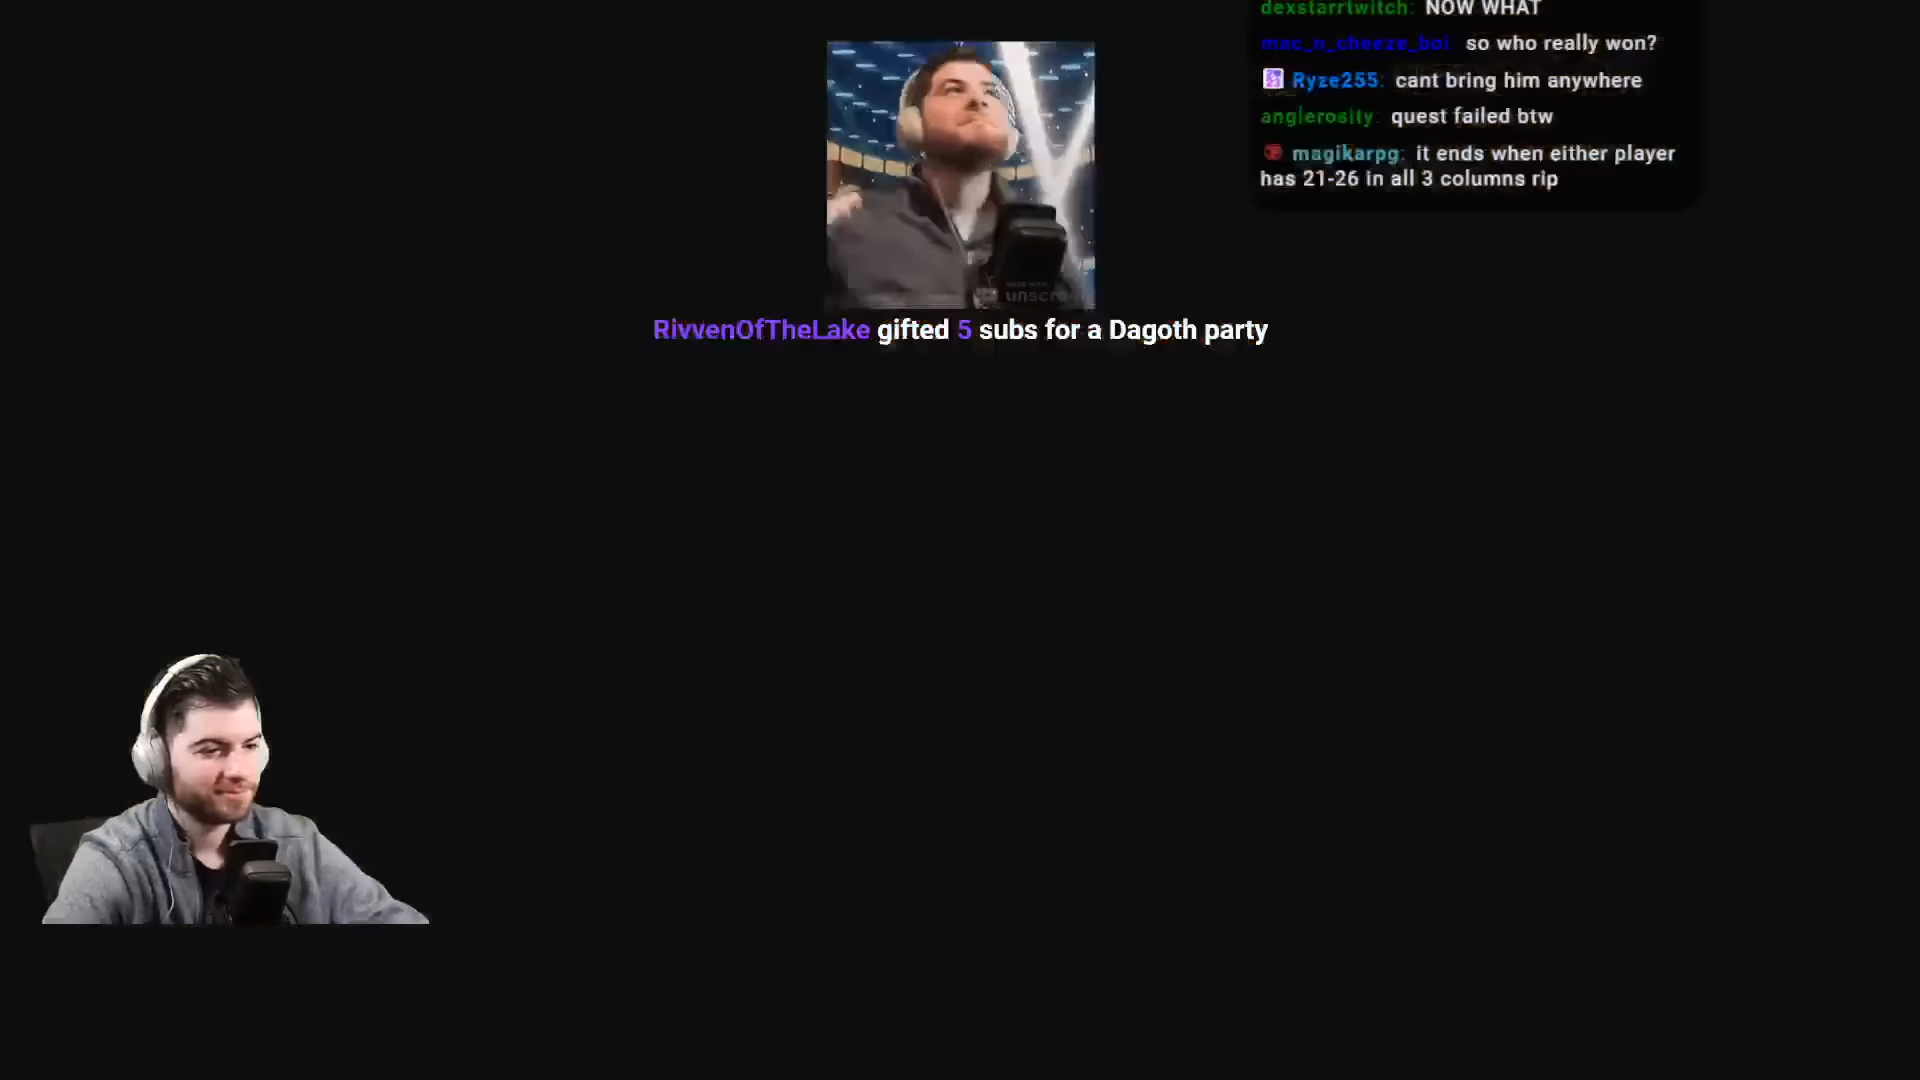 dexstarrtwitch: NOW WHAT
mac_n_cheeze_boi: so who really won?
Ryze255: cant bring him anywhere
anglerosity: quest failed btw
magikarpg: it ends when either player
has 21-26 in all 3 columns rip
RivvenOfTheLake gifted 5 subs for a Dagoth party